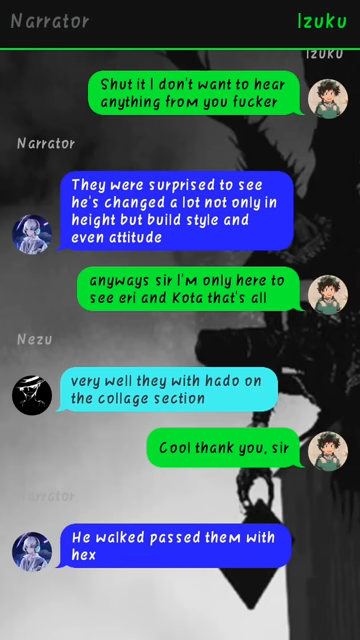 Narrator Izuku
Izuku
Shut it I don't want to hear
anything from you fucker
Narrator
They were surprised to see
he's changed a lot not only in
height but build style and
even attitude
anyways sir I'm only here to
see eri and Kota that's all
Nezu
very well they with hado on
the collage section
Cool thank you, sir
Narrator
He walked passed them with
hex